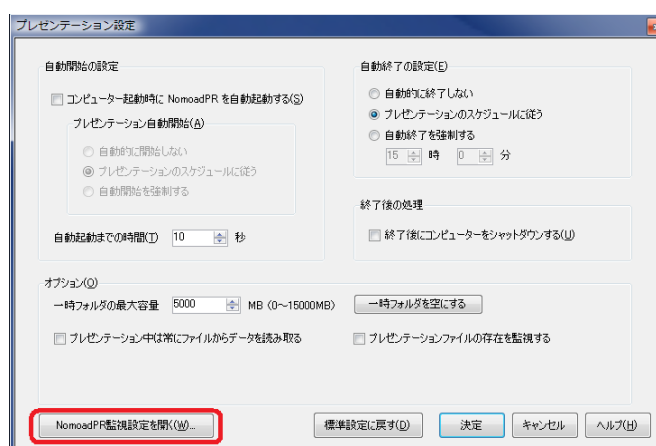 プレゼンテーション設定
自動開始の設定
コンピューター起動時に NomoadPR を自動起動する(S)
プレゼンテーション自動開始(A)
自動的に開始しない
プレゼンテーションのスケジュールに従う
自動開始を強制する
自動起動までの時間(T) 10 秒
自動終了の設定(E)
自動的に終了しない
プレゼンテーションのスケジュールに従う
自動終了を強制する
15 時 0 分
終了後の処理
終了後にコンピューターをシャットダウンする(U)
オプション(O)
一時フォルダの最大容量 5000 MB (0～15000MB) 一時フォルダを空にする
プレゼンテーション中は常にファイルからデータを読み取る プレゼンテーションファイルの存在を監視する
NomoadPR監視設定を開く(W)... 標準設定に戻す(D) 決定 キャンセル ヘルプ(H)